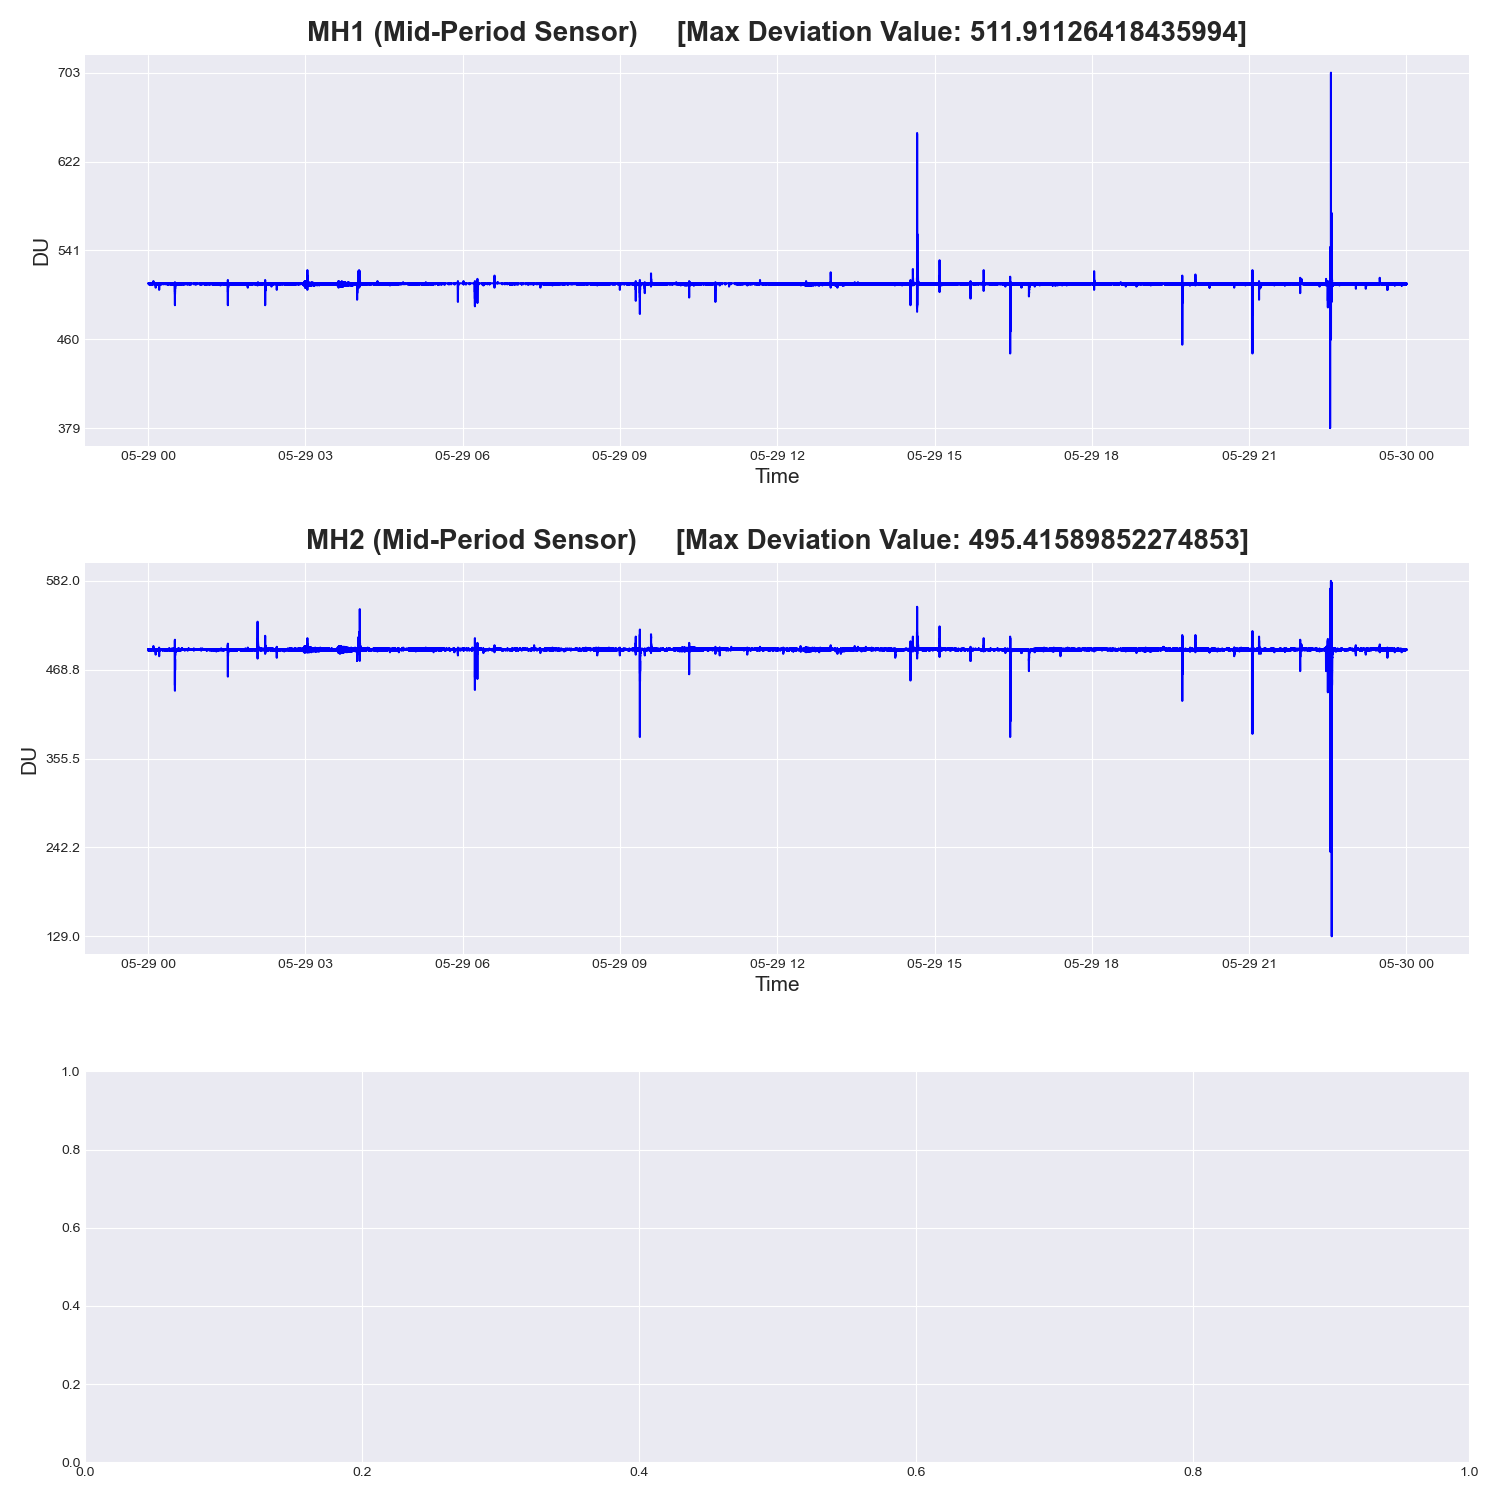 MH1 (Mid-Period Sensor) [Max Deviation Value: 511.91126418435994]
703
622
541
460
379
DU
05-29 00 05-29 03 05-29 06 05-29 09 05-29 12 05-29 15 05-29 18 05-29 21 05-30 00
Time
MH2 (Mid-Period Sensor) [Max Deviation Value: 495.41589852274853]
582.0
468.8
355.5
242.2
129.0
DU
05-29 00 05-29 03 05-29 06 05-29 09 05-29 12 05-29 15 05-29 18 05-29 21 05-30 00
Time
1.0
0.8
0.6
0.4
0.2
0.0
0.0 0.2 0.4 0.6 0.8 1.0